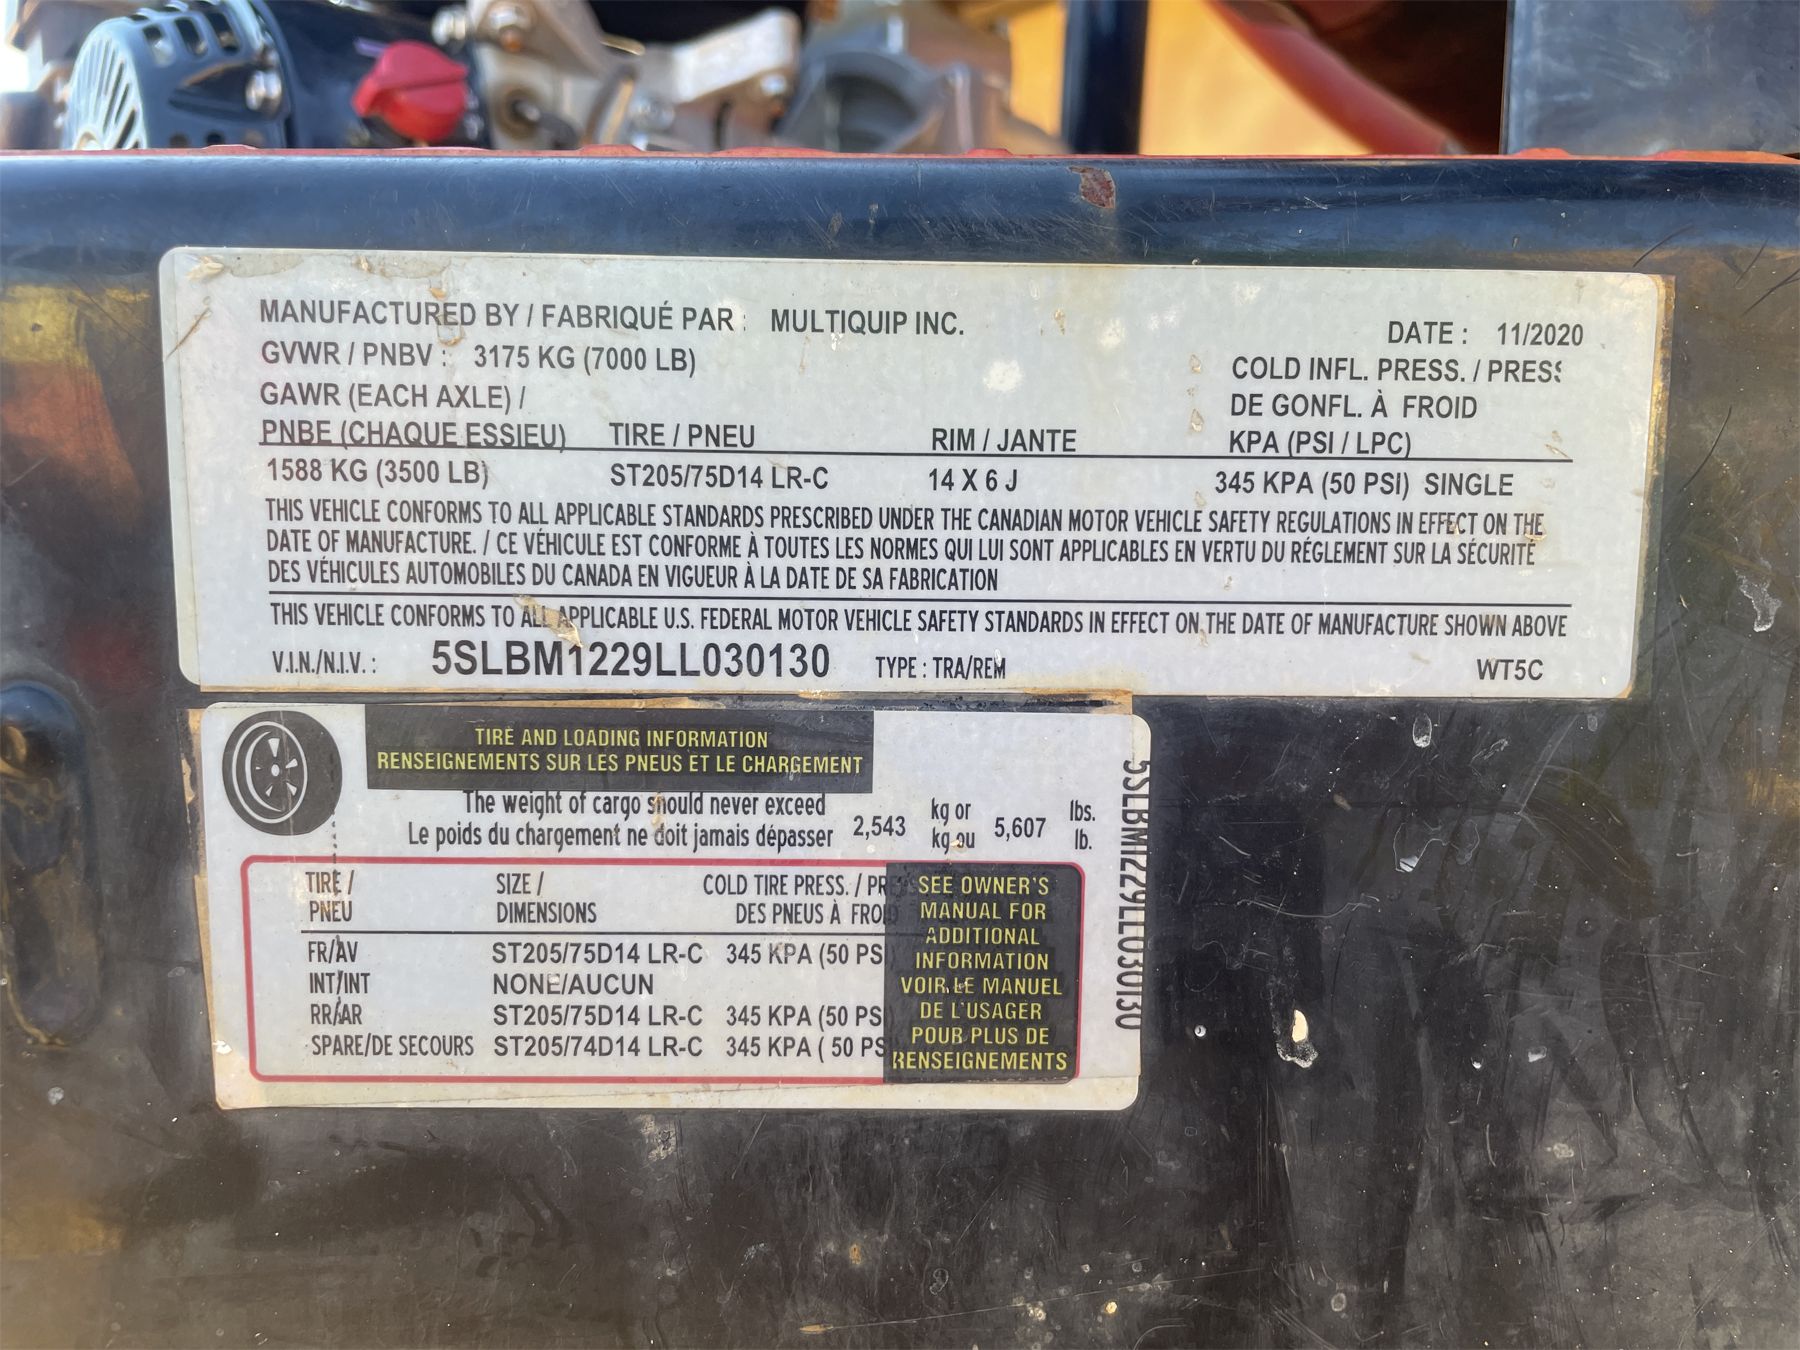 MANUFACTURED BY / FABRIQUÉ PAR : MULTIQUIP INC.
DATE : 11/2020
GVWR / PNBV : 3175 KG (7000 LB)
COLD INFL. PRESS. / PRESS
GAWR (EACH AXLE) /
DE GONFL. À FROID
PNBE (CHAQUE ESSIEU) TIRE / PNEU RIM / JANTE KPA (PSI / LPC)
1588 KG (3500 LB) ST205/75D14 LR-C 14 X 6 J 345 KPA (50 PSI) SINGLE
THIS VEHICLE CONFORMS TO ALL APPLICABLE STANDARDS PRESCRIBED UNDER THE CANADIAN MOTOR VEHICLE SAFETY REGULATIONS IN EFFECT ON THE
DATE OF MANUFACTURE. / CE VÉHICULE EST CONFORME À TOUTES LES NORMES QUI LUI SONT APPLICABLES EN VERTU DU RÉGLEMENT SUR LA SÉCURITÉ
DES VÉHICULES AUTOMOBILES DU CANADA EN VIGUEUR À LA DATE DE SA FABRICATION
THIS VEHICLE CONFORMS TO ALL APPLICABLE U.S. FEDERAL MOTOR VEHICLE SAFETY STANDARDS IN EFFECT ON THE DATE OF MANUFACTURE SHOWN ABOVE
V.I.N./N.I.V. : 5SLBM1229LL030130 TYPE : TRA/REM WT5C
TIRE AND LOADING INFORMATION
RENSEIGNEMENTS SUR LES PNEUS ET LE CHARGEMENT
The weight of cargo should never exceed
Le poids du chargement ne doit jamais dépasser
2,543 kg or
kg ou 5,607 lbs.
lb.
TIRE / SIZE / COLD TIRE PRESS. / PRES
PNEU DIMENSIONS DES PNEUS À FROID
FR/AV ST205/75D14 LR-C 345 KPA (50 PSI
INT/INT NONE/AUCUN
RR/AR ST205/75D14 LR-C 345 KPA (50 PSI
SPARE/DE SECOURS ST205/74D14 LR-C 345 KPA ( 50 PS
SEE OWNER'S
MANUAL FOR
ADDITIONAL
INFORMATION
VOIR LE MANUEL
DE L'USAGER
POUR PLUS DE
RENSEIGNEMENTS
5SLBM1229LL030130